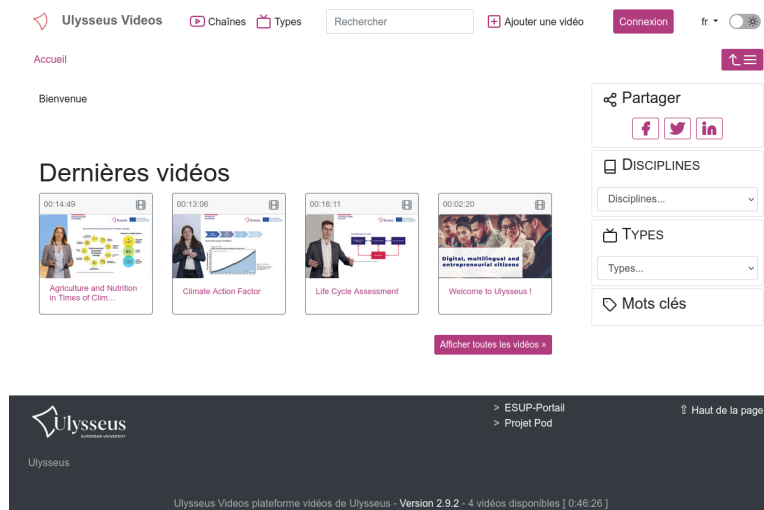 Ulysseus Videos
Chaînes
Types
Rechercher
Ajouter une vidéo
Connexion
fr
Accueil
Bienvenue
Partager
Dernières vidéos
DISCIPLINES
Disciplines...
00:14:49
00:13:06
00:16:11
00:02:20
Digital, multilingual and
entrepreneurial citizens
Agriculture and Nutrition
in Times of Clim…
Climate Action Factor
Life Cycle Assessment
Welcome to Ulysseus !
TYPES
Types...
Mots clés
Afficher toutes les vidéos »
Ulysseus
EUROPEAN UNIVERSITY
> ESUP-Portail
> Projet Pod
⇧ Haut de la page
Ulysseus
Ulysseus Videos plateforme vidéos de Ulysseus - Version 2.9.2 - 4 vidéos disponibles [ 0:46:26 ]